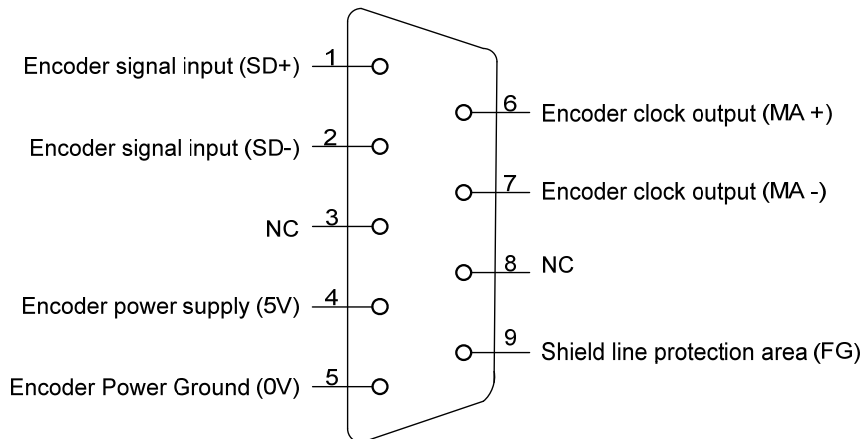 Encoder signal input (SD+) 1
Encoder signal input (SD-) 2
NC 3
Encoder power supply (5V) 4
Encoder Power Ground (0V) 5
6 Encoder clock output (MA +)
7 Encoder clock output (MA -)
8 NC
9 Shield line protection area (FG)